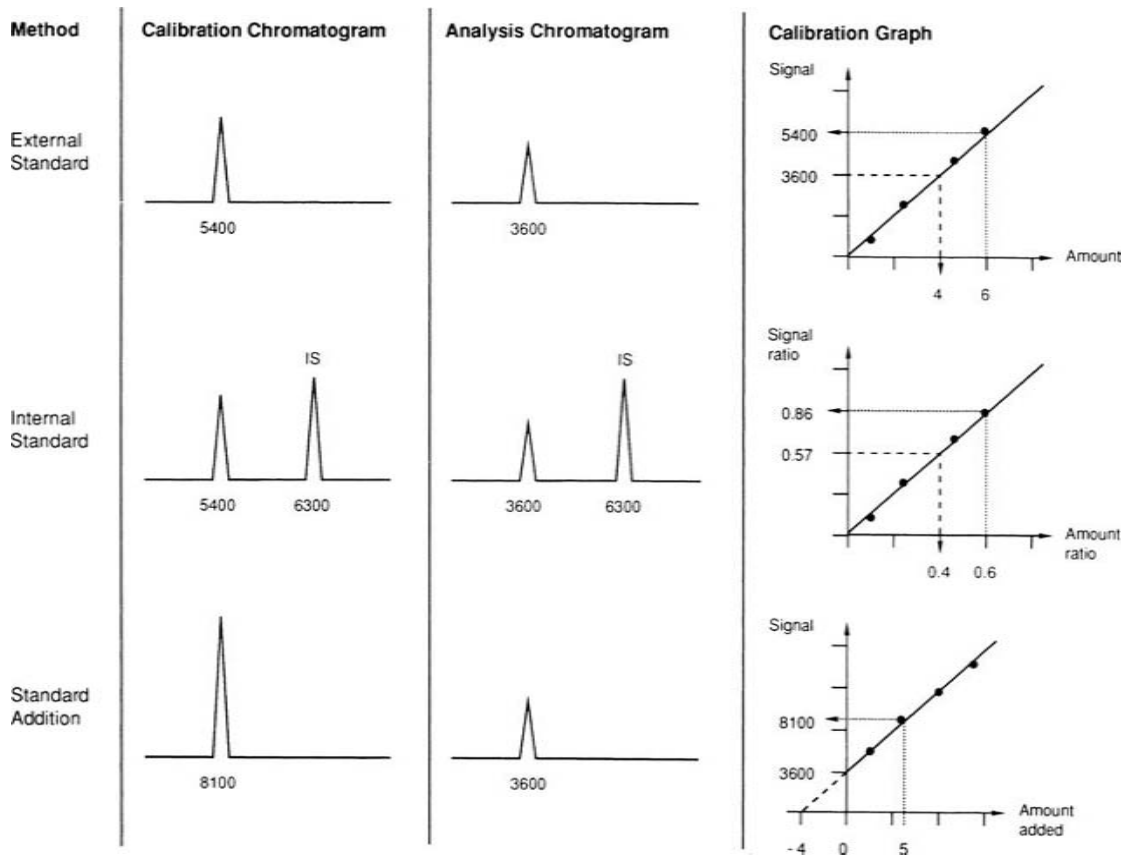 Method
Calibration Chromatogram
Analysis Chromatogram
Calibration Graph
External
Standard
5400
3600
Signal
5400
3600
Amount
4
6
Internal
Standard
IS
5400
6300
IS
3600
6300
Signal
ratio
0.86
0.57
Amount
ratio
0.4
0.6
Standard
Addition
8100
3600
Signal
8100
3600
Amount
added
-4
0
5